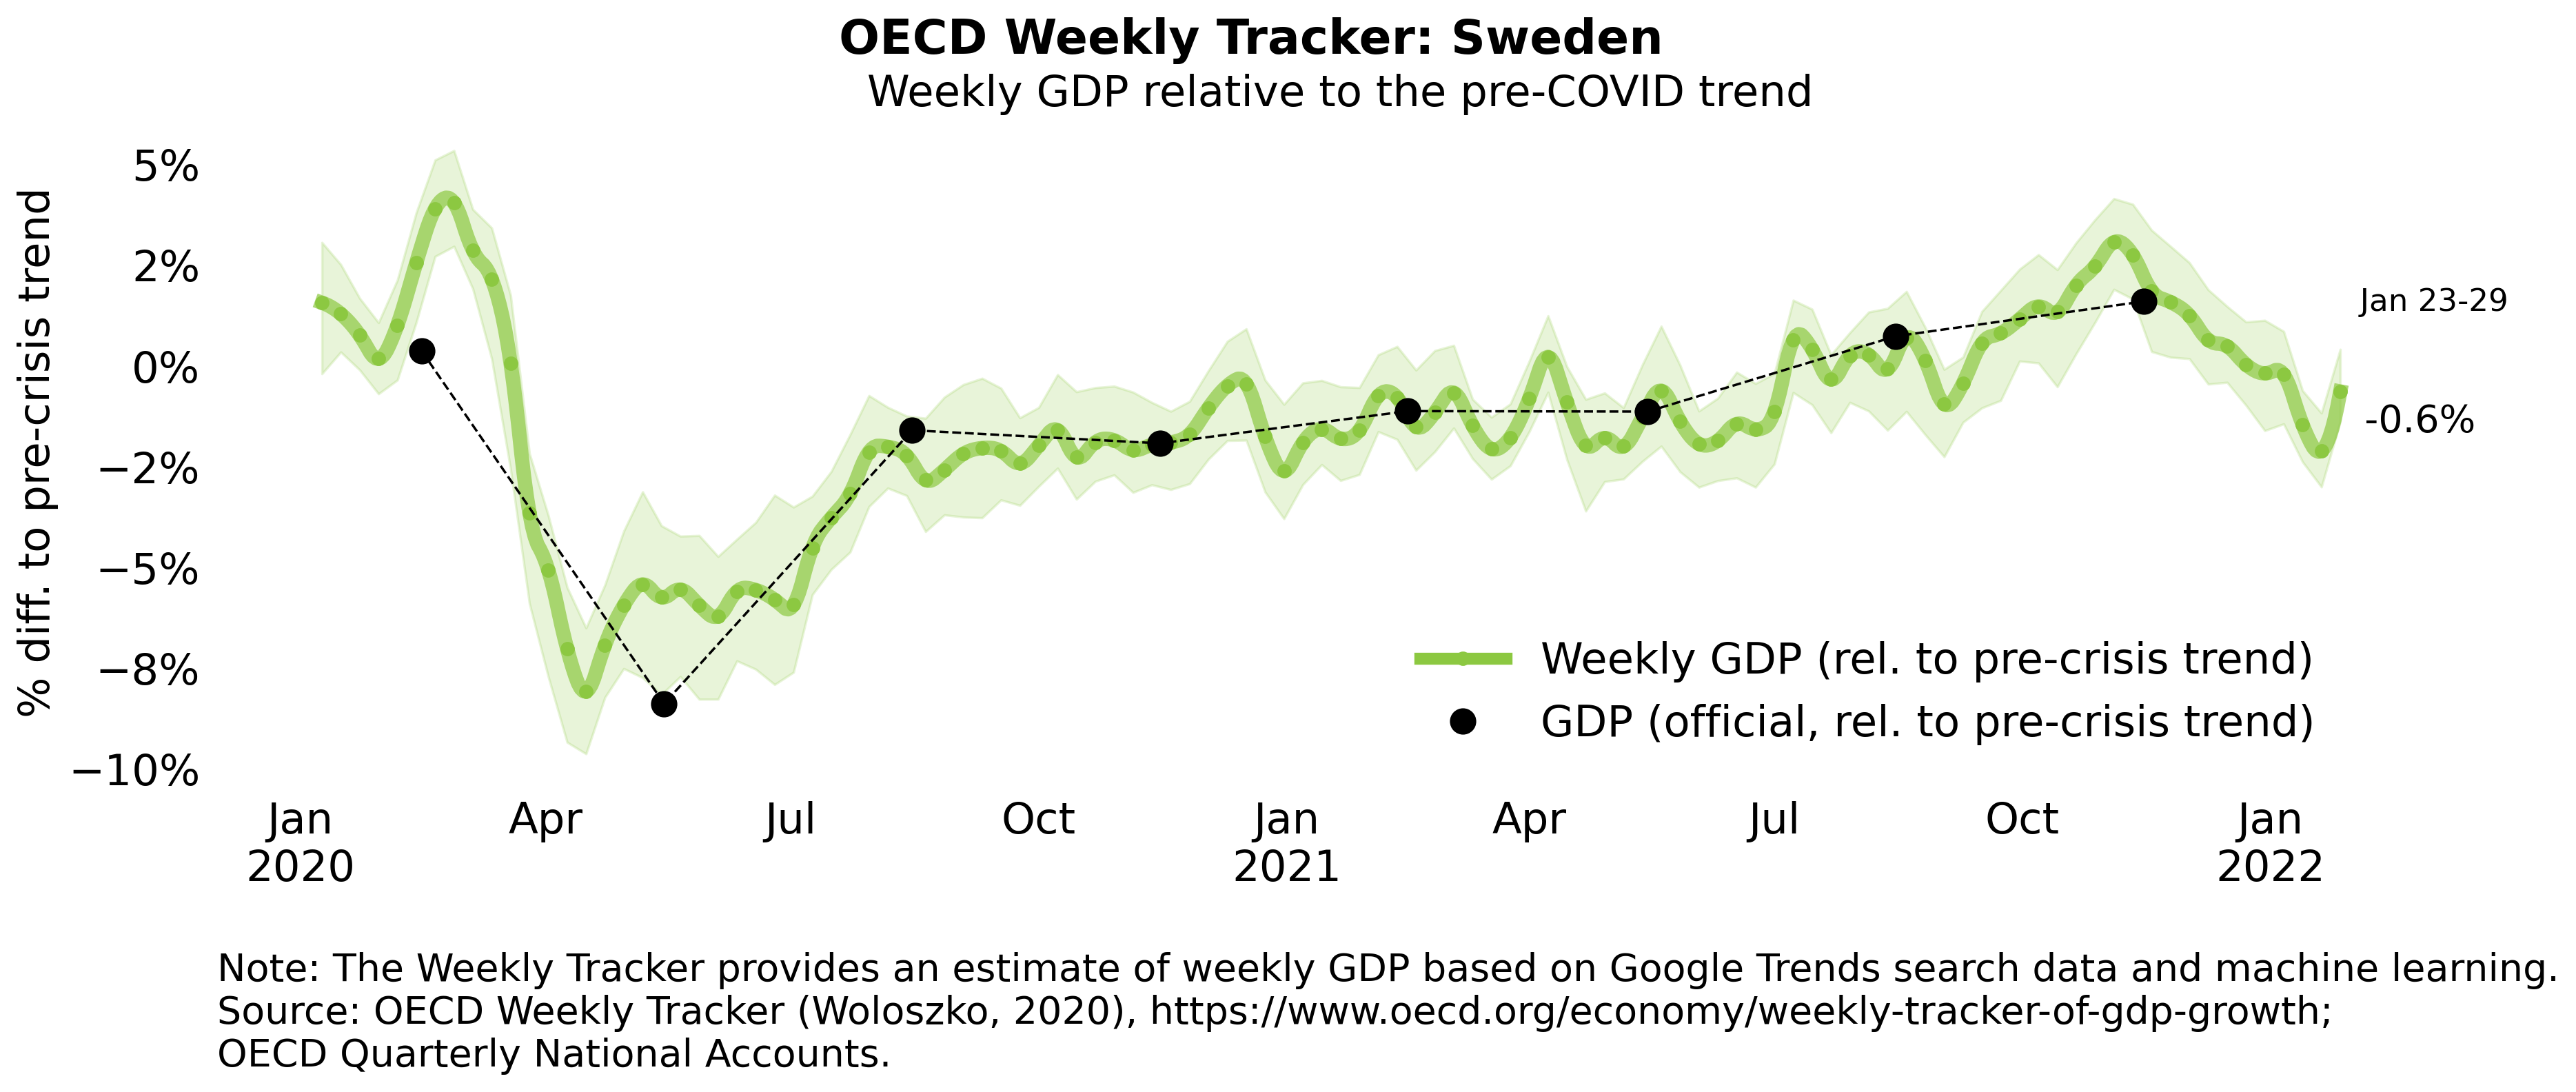 OECD Weekly Tracker: Sweden
Weekly GDP relative to the pre-COVID trend
% diff. to pre-crisis trend
5%
2%
0%
−2%
−5%
−8%
−10%
Jan 23-29
-0.6%
Weekly GDP (rel. to pre-crisis trend)
GDP (official, rel. to pre-crisis trend)
Jan Apr Jul Oct Jan Apr Jul Oct Jan
2020 2021 2022
Note: The Weekly Tracker provides an estimate of weekly GDP based on Google Trends search data and machine learning.
Source: OECD Weekly Tracker (Woloszko, 2020), https://www.oecd.org/economy/weekly-tracker-of-gdp-growth;
OECD Quarterly National Accounts.